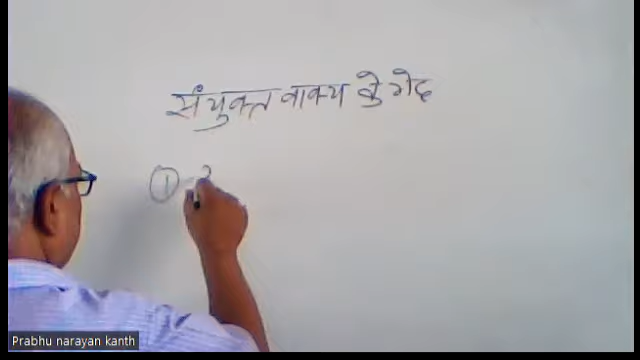 संयुक्त वाक्य के भेद
①
Prabhu narayan kanth